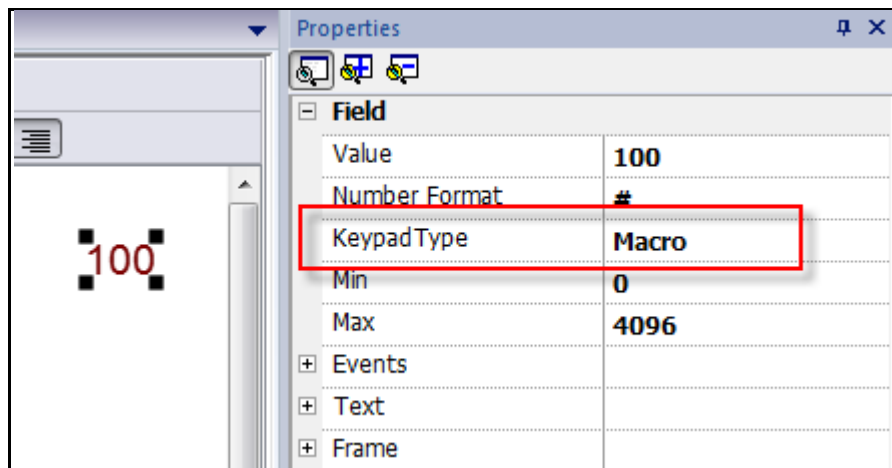 Properties
Field
Value 100
Number Format #
KeypadType Macro
100
Min 0
Max 4096
Events
Text
Frame